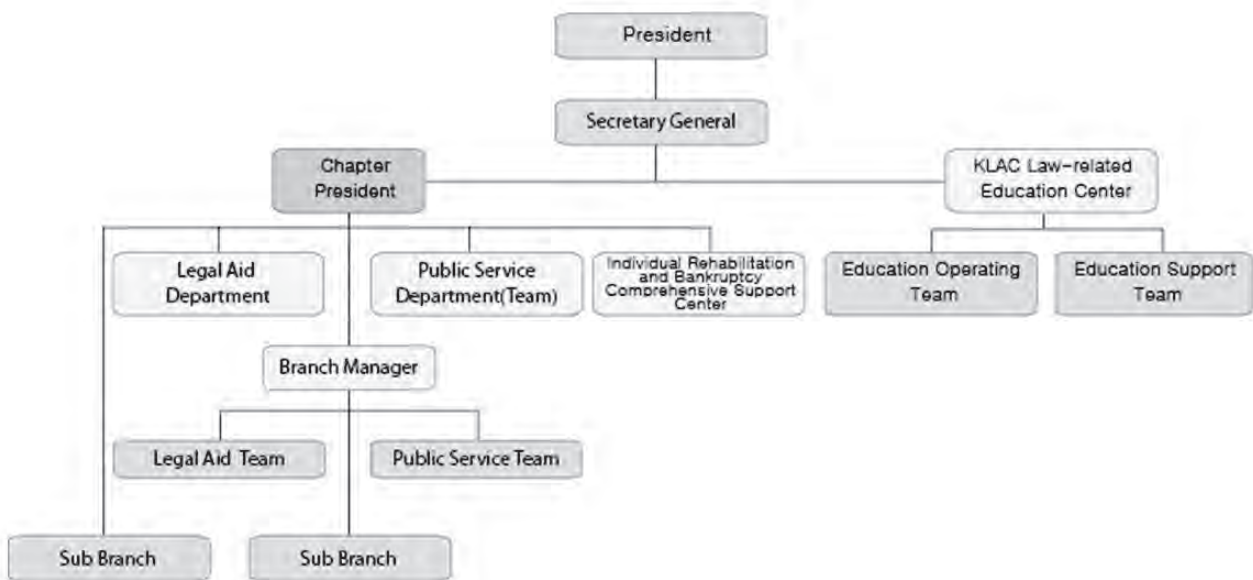 President
Secretary General
Chapter
President
KLAC Law-related
Education Center
Legal Aid
Department
Public Service
Department(Team)
Individual Rehabilitation
and Bankruptcy
Comprehensive Support
Center
Education Operating
Team
Education Support
Team
Branch Manager
Legal Aid Team
Public Service Team
Sub Branch
Sub Branch